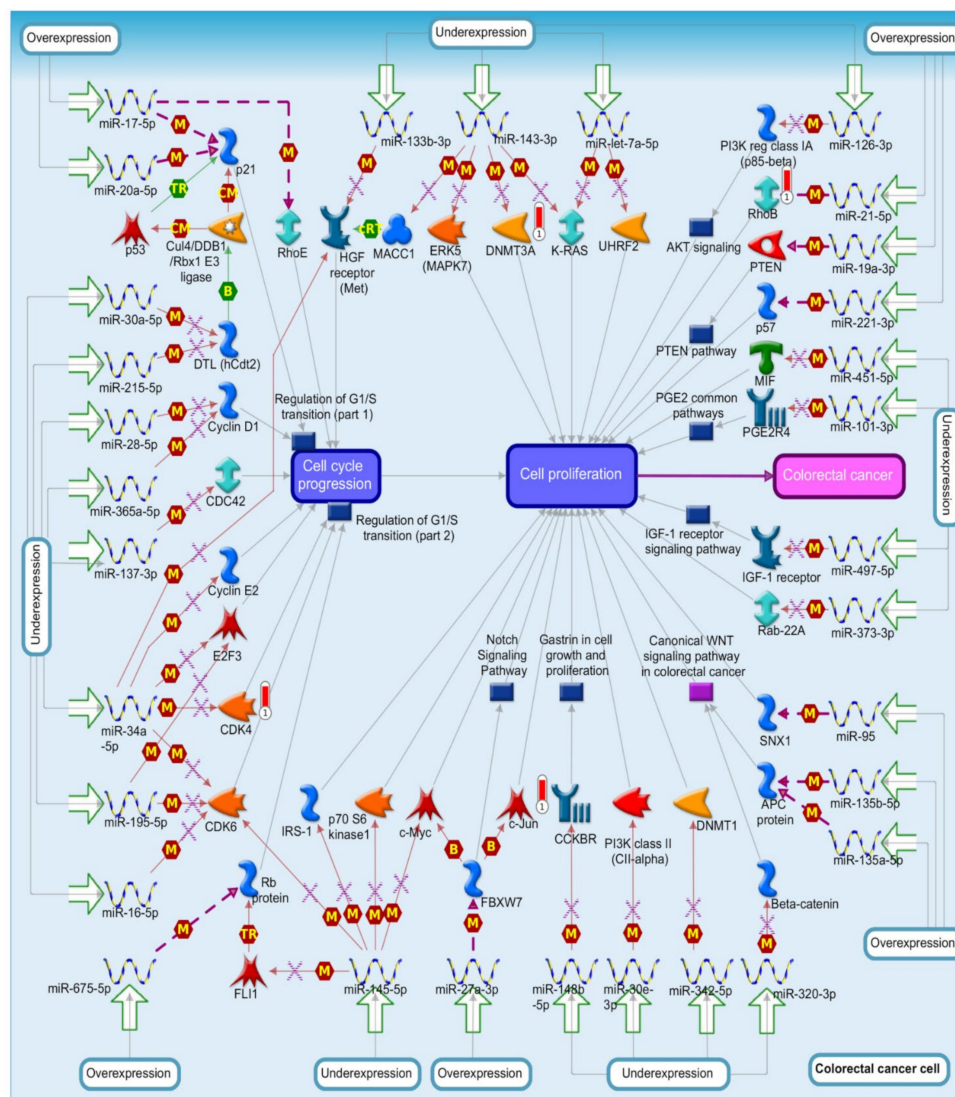 Overexpression
Underexpression
Overexpression
miR-17-5p
M
M
p21
miR-20a-5p
M
TR
CM
CM
p53
Cul4/DDB1
/Rbx1 E3
ligase
B
RhoE
miR-133b-3p
miR-143-3p
miR-let-7a-5p
M
M
M
M
M
M
M
HGF
receptor
(Met)
cRT
MACC1
ERK5
(MAPK7)
DNMT3A
1
K-RAS
UHRF2
PI3K reg class IA
(p85-beta)
M
miR-126-3p
RhoB
1
M
miR-21-5p
AKT signaling
PTEN
M
miR-19a-3p
p57
M
miR-221-3p
PTEN pathway
MIF
M
miR-451-5p
PGE2 common
pathways
PGE2R4
M
miR-101-3p
Underexpression
miR-30a-5p
M
M
DTL (hCdt2)
miR-215-5p
Regulation of G1/S
transition (part 1)
M
Cyclin D1
miR-28-5p
M
miR-365a-5p
M
CDC42
miR-137-3p
M
Cell cycle
progression
Cell proliferation
Colorectal cancer
Regulation of G1/S
transition (part 2)
IGF-1 receptor
signaling pathway
IGF-1 receptor
M
miR-497-5p
Rab-22A
M
miR-373-3p
Underexpression
M
Cyclin E2
M
E2F3
Notch
Signaling
Pathway
Gastrin in cell
growth and
proliferation
Canonical WNT
signaling pathway
in colorectal cancer
miR-34a
-5p
M
CDK4
1
M
M
SNX1
M
miR-95
miR-195-5p
M
CDK6
IRS-1
p70 S6
kinase1
c-Myc
c-Jun
1
CCKBR
PI3K class II
(CII-alpha)
DNMT1
APC
protein
M
miR-135b-5p
M
miR-135a-5p
M
B
B
miR-16-5p
Rb
protein
FBXW7
Beta-catenin
M
M
M
M
M
M
TR
M
M
M
M
M
Overexpression
miR-675-5p
FLI1
M
miR-145-5p
miR-27a-3p
miR-148b
-5p
miR-30e-
3p
miR-342-5p
miR-320-3p
Overexpression
Underexpression
Overexpression
Underexpression
Colorectal cancer cell